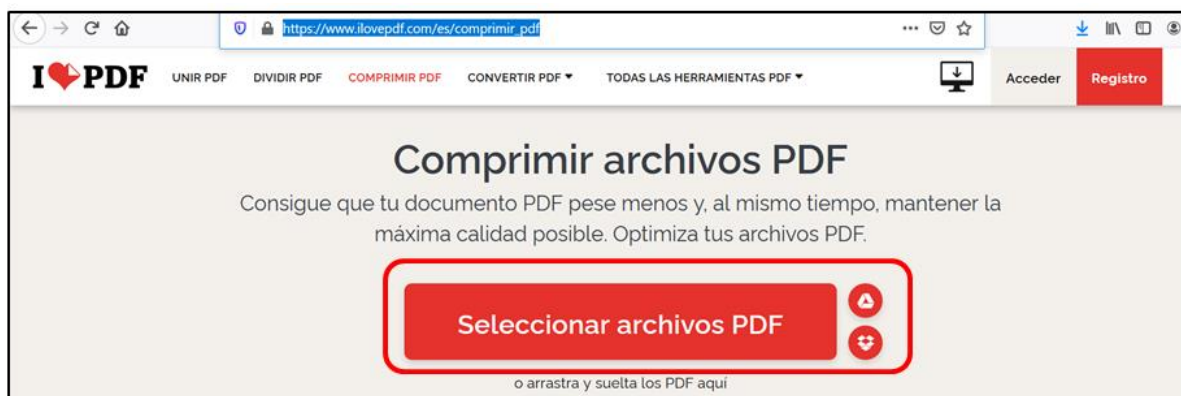 https://www.ilovepdf.com/es/comprimir_pdf
I PDF UNIR PDF DIVIDIR PDF COMPRIMIR PDF CONVERTIR PDF TODAS LAS HERRAMIENTAS PDF Acceder Registro
Comprimir archivos PDF
Consigue que tu documento PDF pese menos y, al mismo tiempo, mantener la
máxima calidad posible. Optimiza tus archivos PDF.
Seleccionar archivos PDF
o arrastra y suelta los PDF aquí